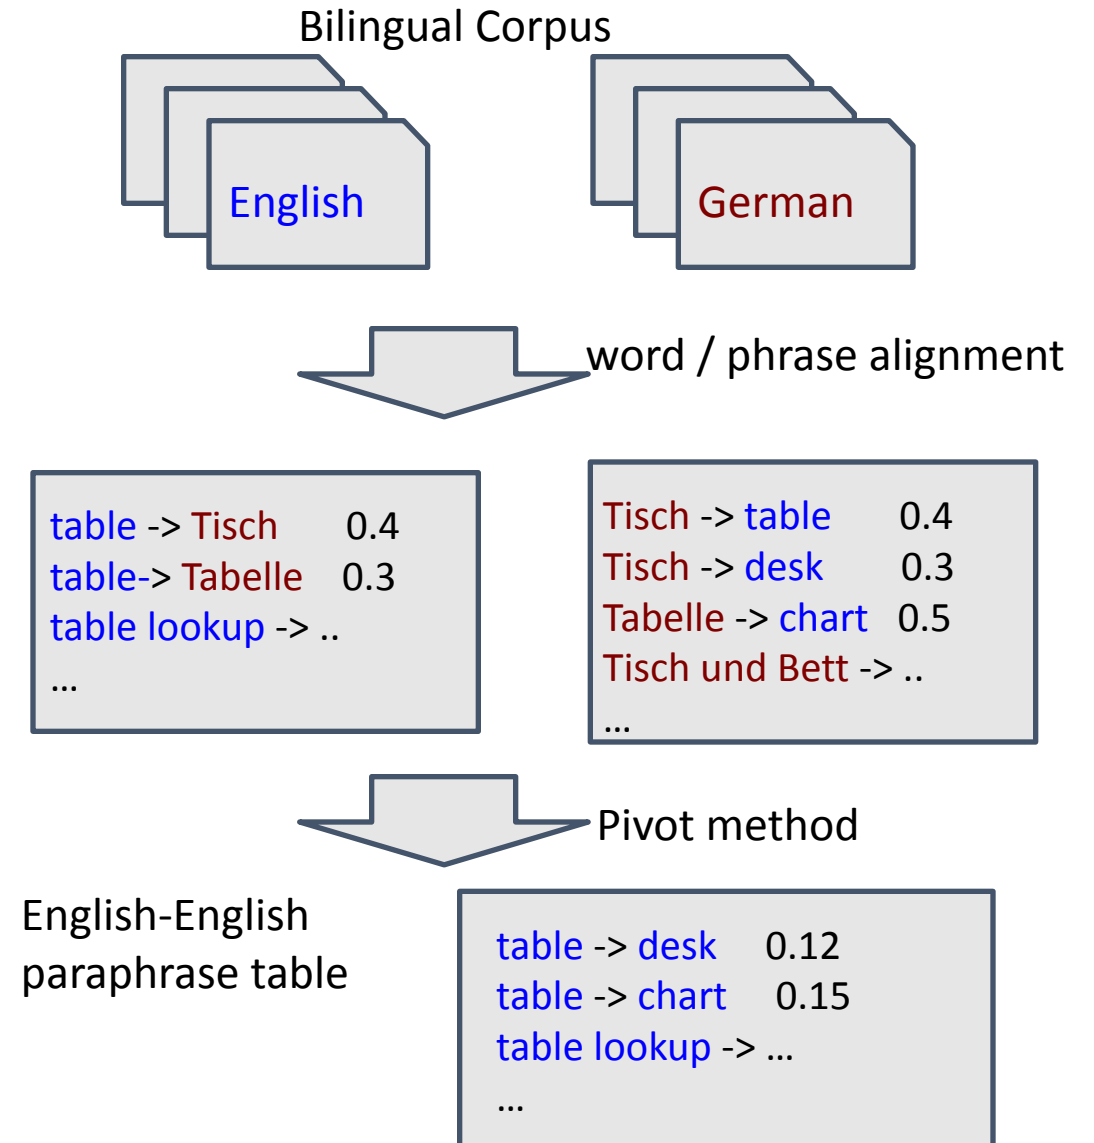 Bilingual Corpus
English
German
word / phrase alignment
table -> Tisch 0.4
table-> Tabelle 0.3
table lookup -> ..
...
Tisch -> table 0.4
Tisch -> desk 0.3
Tabelle -> chart 0.5
Tisch und Bett -> ..
...
Pivot method
English-English
paraphrase table
table -> desk 0.12
table -> chart 0.15
table lookup -> ...
...